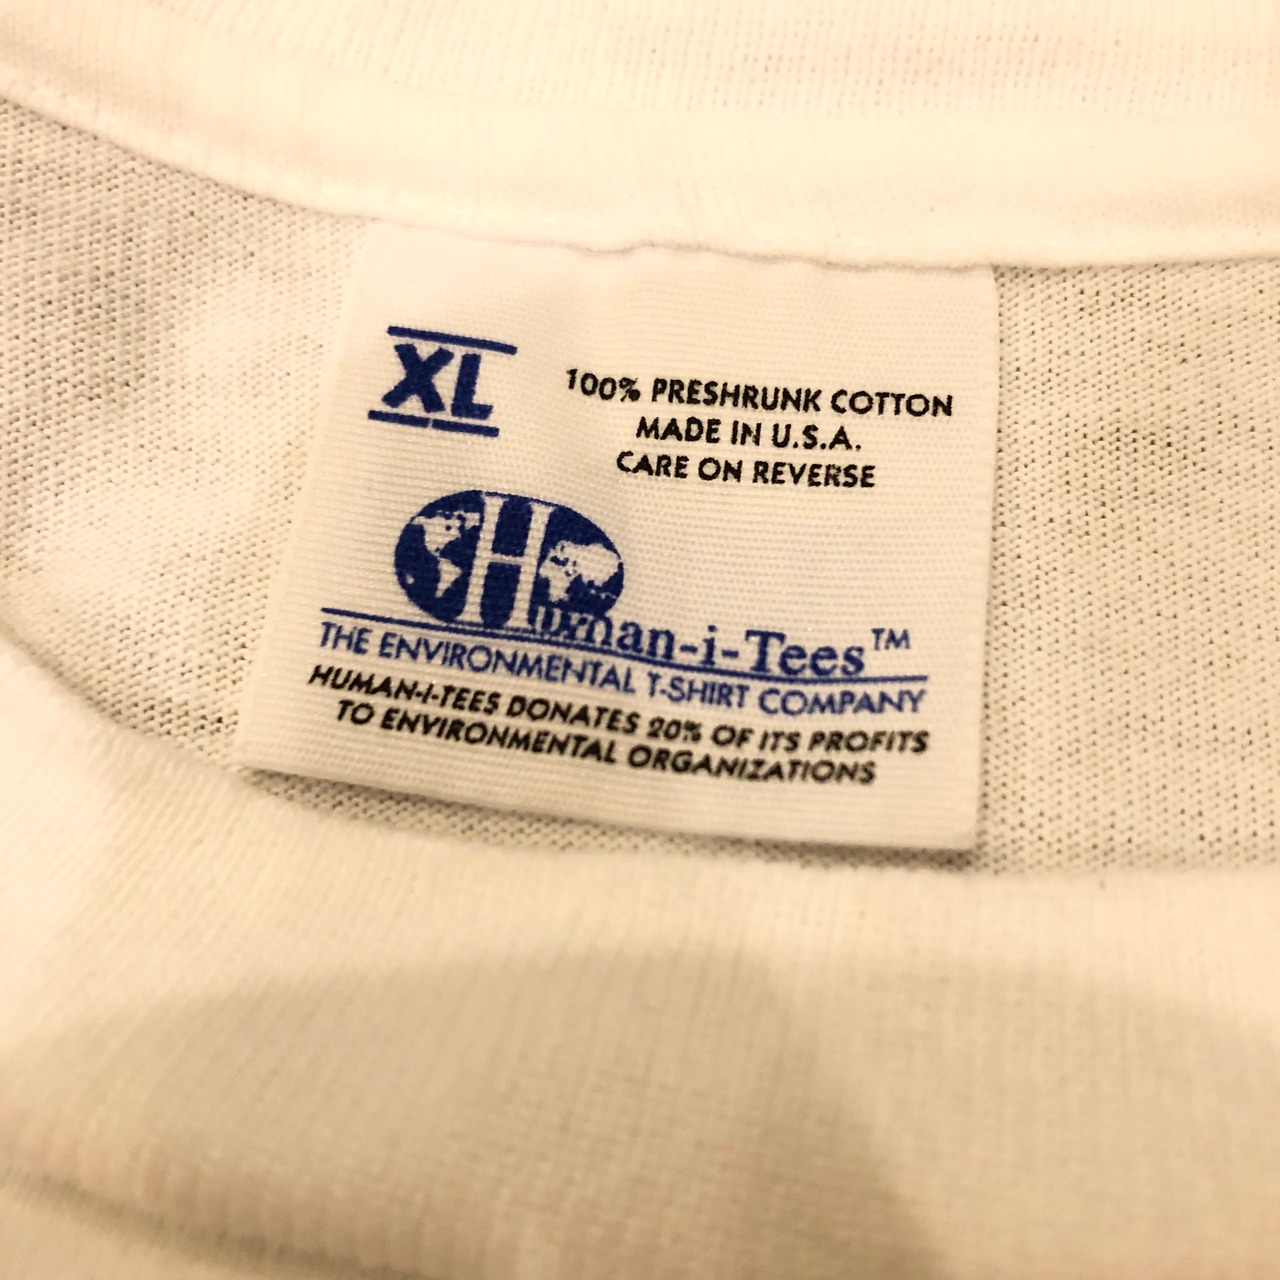 XL
100% PRESHRUNK COTTON
MADE IN U.S.A.
CARE ON REVERSE
Human-i-Tees™
THE ENVIRONMENTAL T-SHIRT COMPANY
HUMAN-I-TEES DONATES 20% OF ITS PROFITS
TO ENVIRONMENTAL ORGANIZATIONS